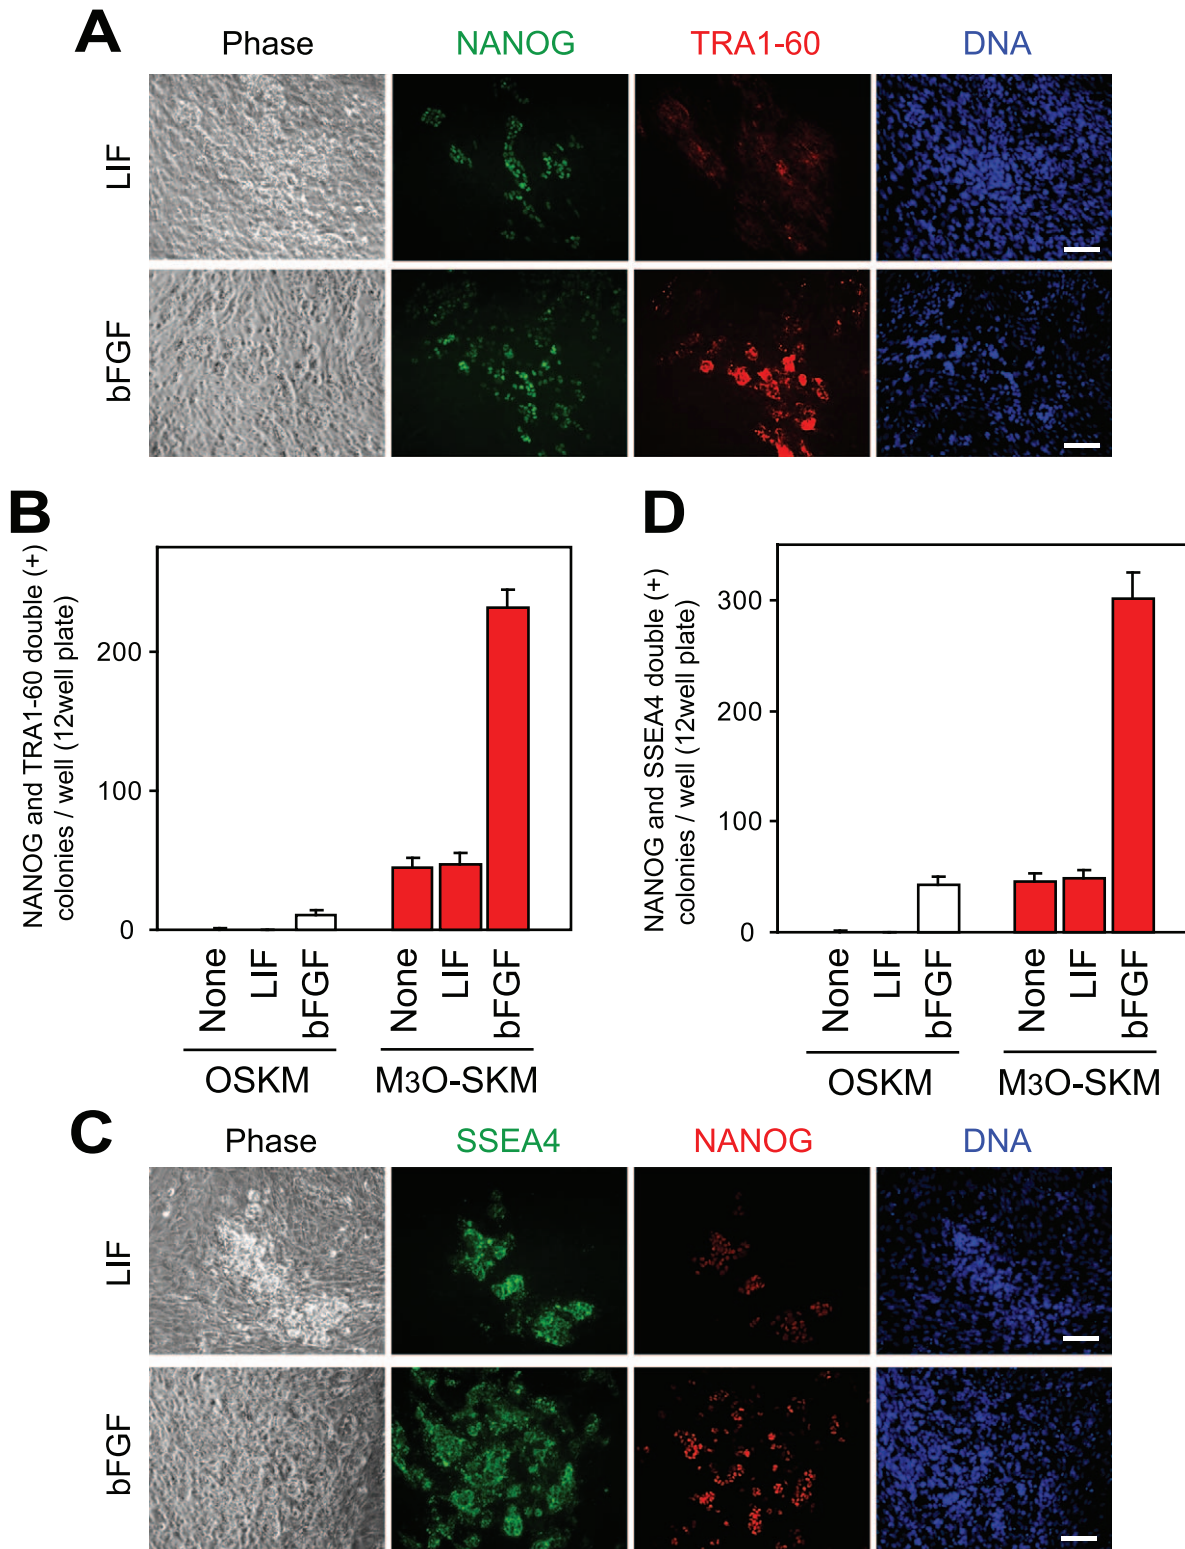 A
Phase NANOG TRA1-60 DNA
LIF
bFGF
B
NANOG and TRA1-60 double (+)
colonies / well (12well plate)
200
100
0
None LIF bFGF None LIF bFGF
OSKM M3O-SKM
D
NANOG and SSEA4 double (+)
colonies / well (12well plate)
300
200
100
0
None LIF bFGF None LIF bFGF
OSKM M3O-SKM
C
Phase SSEA4 NANOG DNA
LIF
bFGF